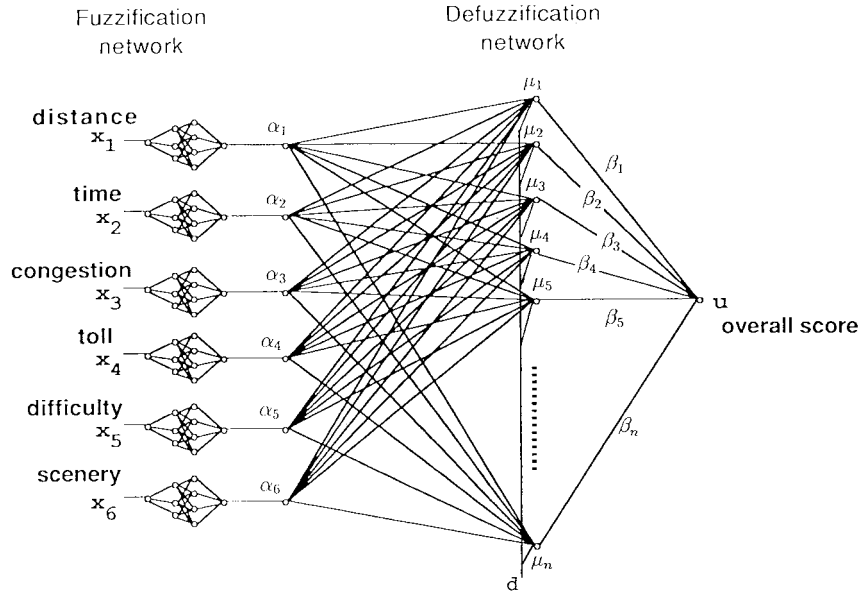 Fuzzification
network
Defuzzification
network
distance
x₁
time
x₂
congestion
x₃
toll
x₄
difficulty
x₅
scenery
x₆
α₁
α₂
α₃
α₄
α₅
α₆
μ₁
μ₂
μ₃
μ₄
μ₅
μₙ
d
β₁
β₂
β₃
β₄
β₅
βₙ
u
overall score